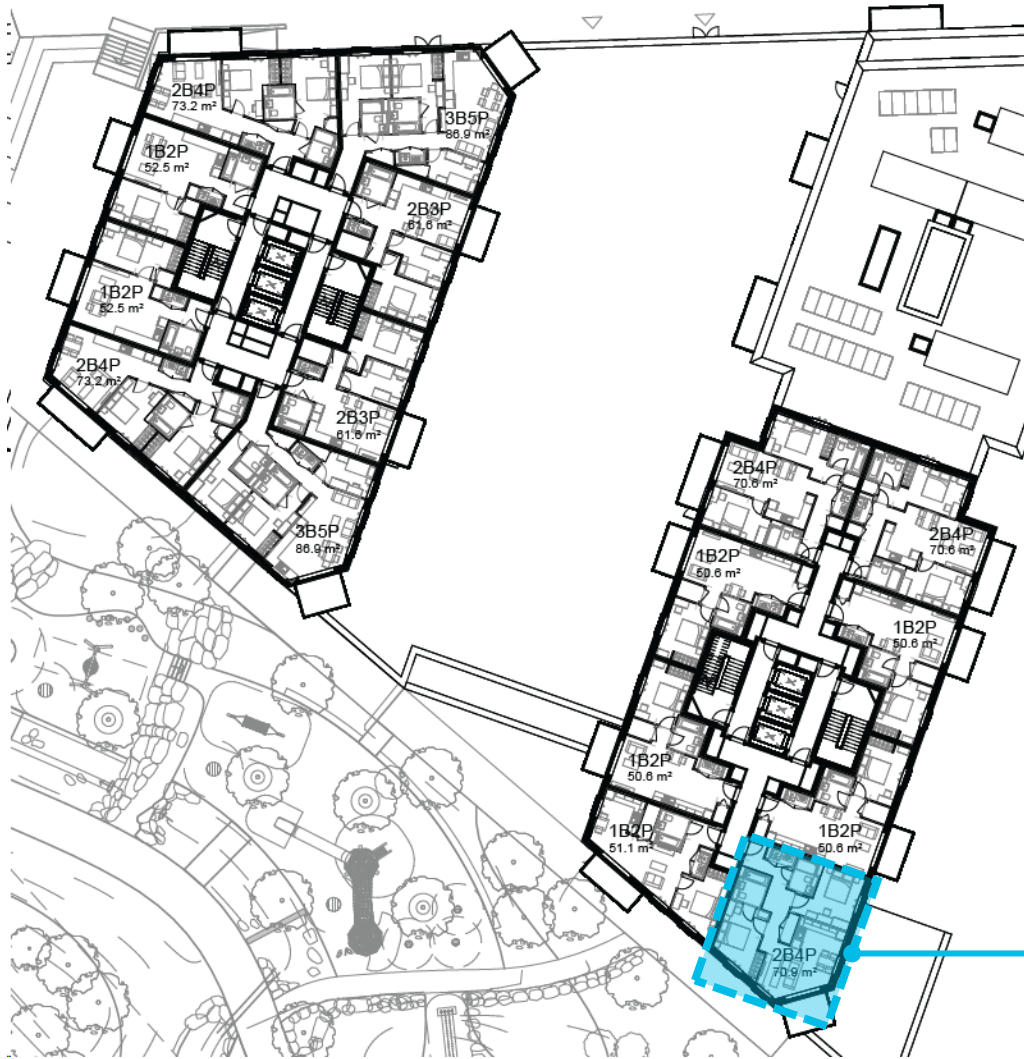 2B4P
73.2 m²
3B5P
86.9 m²
1B2P
52.5 m²
2B3P
61.6 m²
1B2P
52.5 m²
2B4P
73.2 m²
2B3P
61.6 m²
3B5P
86.9 m²
2B4P
70.6 m²
2B4P
70.6 m²
1B2P
50.6 m²
1B2P
50.6 m²
1B2P
50.6 m²
1B2P
51.1 m²
1B2P
50.6 m²
2B4P
70.9 m²